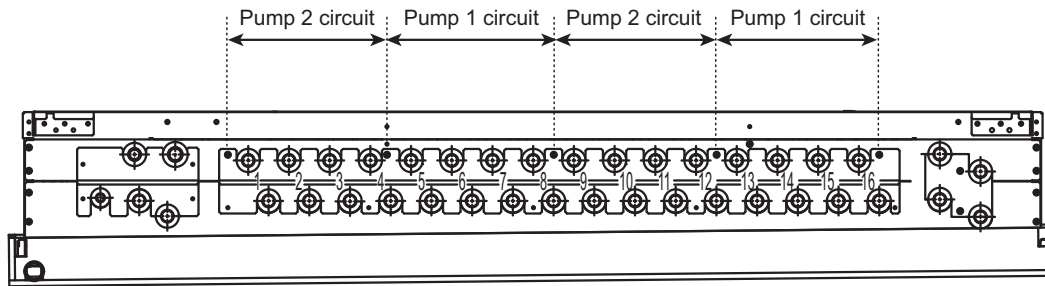 Pump 2 circuit Pump 1 circuit Pump 2 circuit Pump 1 circuit
1 2 3 4 5 6 7 8 9 10 11 12 13 14 15 16